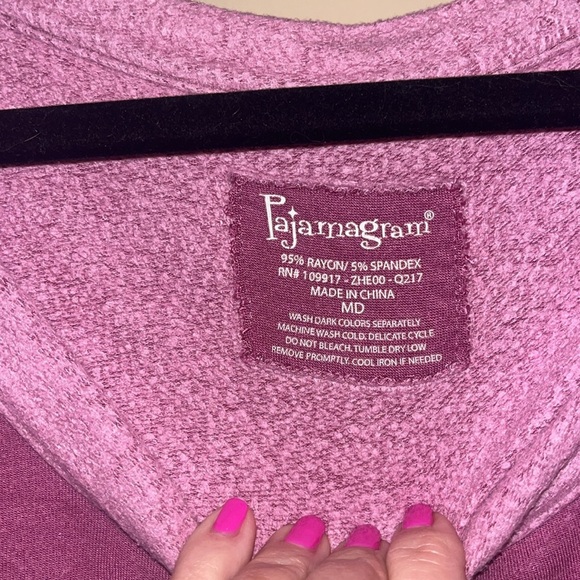 Pajamagram®
95% RAYON/ 5% SPANDEX
RN# 109917 - ZHE00 - Q217
MADE IN CHINA
MD
WASH DARK COLORS SEPARATELY
MACHINE WASH COLD. DELICATE CYCLE
DO NOT BLEACH. TUMBLE DRY LOW
REMOVE PROMPTLY. COOL IRON IF NEEDED